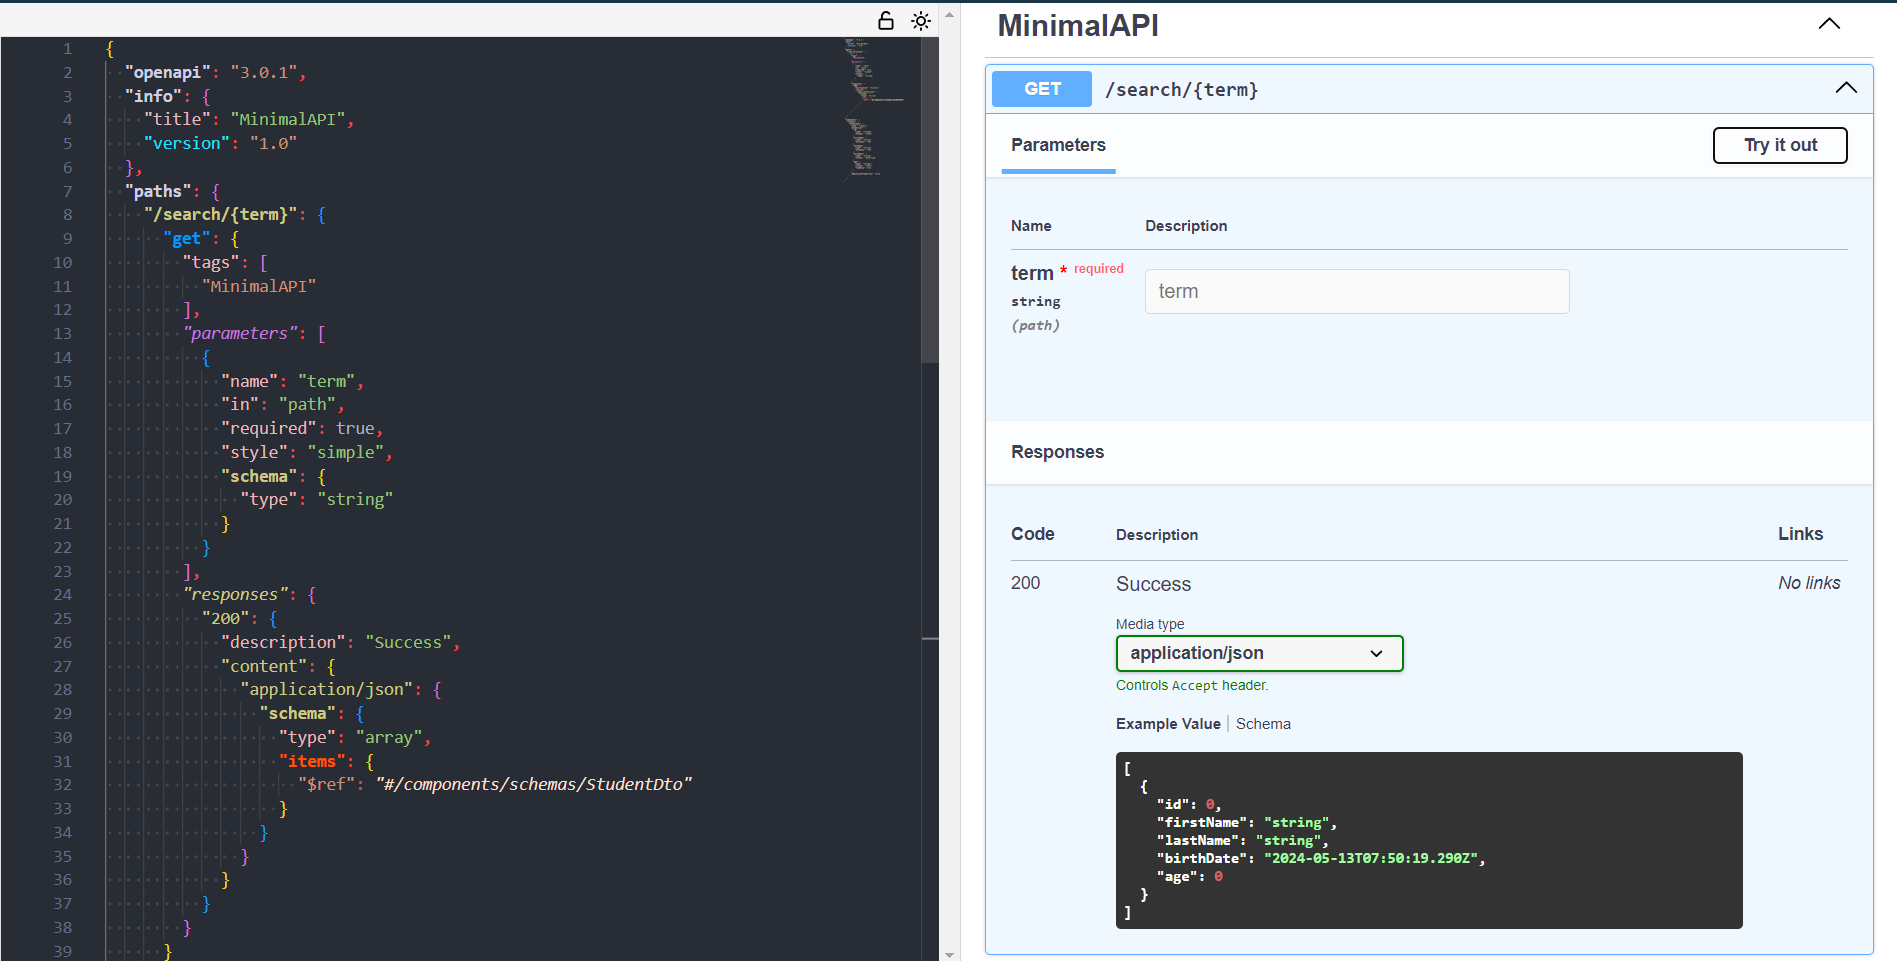 1 {
2 "openapi": "3.0.1",
3 "info": {
4 "title": "MinimalAPI",
5 "version": "1.0"
6 },
7 "paths": {
8 "/search/{term}": {
9 "get": {
10 "tags": [
11 "MinimalAPI"
12 ],
13 "parameters": [
14 {
15 "name": "term",
16 "in": "path",
17 "required": true,
18 "style": "simple",
19 "schema": {
20 "type": "string"
21 }
22 }
23 ],
24 "responses": {
25 "200": {
26 "description": "Success",
27 "content": {
28 "application/json": {
29 "schema": {
30 "type": "array",
31 "items": {
32 "$ref": "#/components/schemas/StudentDto"
33 }
34 }
35 }
36 }
37 }
38 }
39 }
MinimalAPI
GET /search/{term}
Parameters
Try it out
Name Description
term * required
string
(path)
term
Responses
Code Description Links
200 Success No links
Media type
application/json
Controls Accept header.
Example Value | Schema
[
{
"id": 0,
"firstName": "string",
"lastName": "string",
"birthDate": "2024-05-13T07:50:19.290Z",
"age": 0
}
]